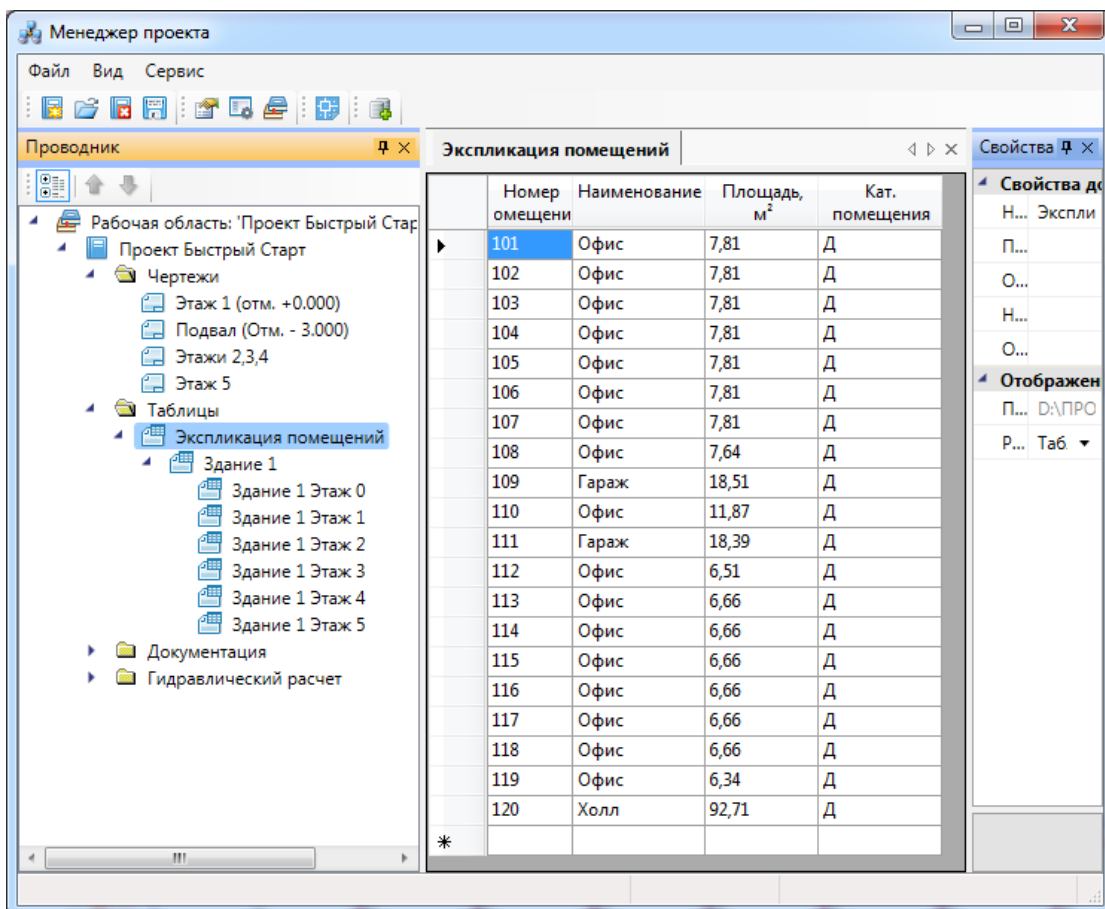 Менеджер проекта
Файл Вид Сервис
Проводник
Рабочая область: 'Проект Быстрый Стар
Проект Быстрый Старт
Чертежи
Этаж 1 (отм. +0.000)
Подвал (Отм. - 3.000)
Этажи 2,3,4
Этаж 5
Таблицы
Экспликация помещений
Здание 1
Здание 1 Этаж 0
Здание 1 Этаж 1
Здание 1 Этаж 2
Здание 1 Этаж 3
Здание 1 Этаж 4
Здание 1 Этаж 5
Документация
Гидравлический расчет
Экспликация помещений
Номер Наименование Площадь, Кат.
омещени м² помещения
101 Офис 7,81 Д
102 Офис 7,81 Д
103 Офис 7,81 Д
104 Офис 7,81 Д
105 Офис 7,81 Д
106 Офис 7,81 Д
107 Офис 7,81 Д
108 Офис 7,64 Д
109 Гараж 18,51 Д
110 Офис 11,87 Д
111 Гараж 18,39 Д
112 Офис 6,51 Д
113 Офис 6,66 Д
114 Офис 6,66 Д
115 Офис 6,66 Д
116 Офис 6,66 Д
117 Офис 6,66 Д
118 Офис 6,66 Д
119 Офис 6,34 Д
120 Холл 92,71 Д
Свойства
Свойства до
Н... Экспли
П...
О...
Н...
О...
Отображен
П... D:\ПРО
Р... Таб.